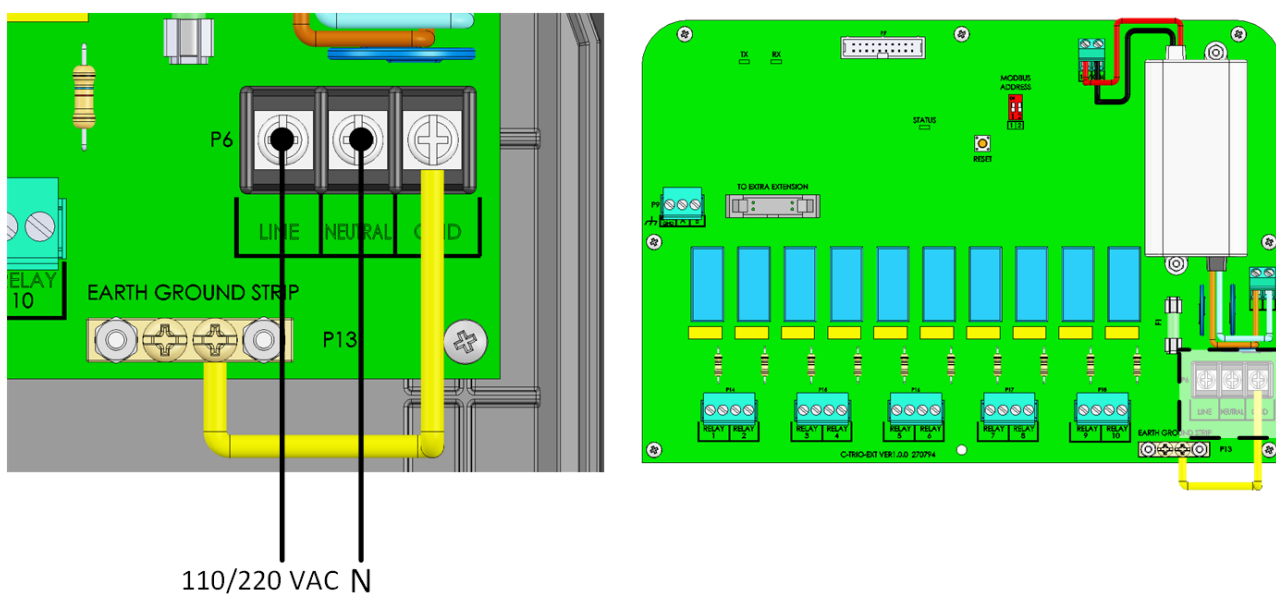 P6
LINE
NEUTRAL
GND
RELAY
10
EARTH GROUND STRIP
P13
110/220 VAC
N
TX
RX
MODBUS
ADDRESS
1 2
STATUS
RESET
P9
TO EXTRA EXTENSION
A
B
F1
P14
P15
P16
P17
RELAY
1
RELAY
2
RELAY
3
RELAY
4
RELAY
5
RELAY
6
RELAY
7
RELAY
8
RELAY
9
RELAY
10
LINE
NEUTRAL
GND
EARTH GROUND STRIP
P13
C-TRIO-EXT VER1.0.0 270794